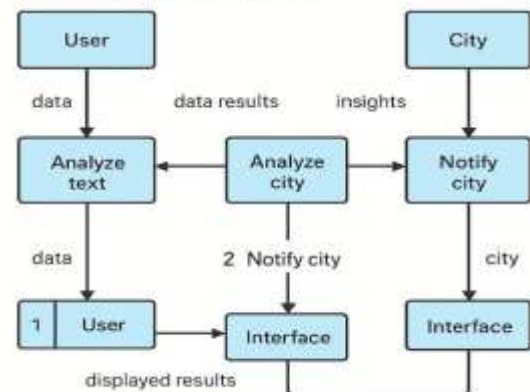 User
City
data
data results
insights
Analyze
text
Analyze
city
Notify
city
data
2 Notify city
city
1 User
Interface
Interface
displayed results